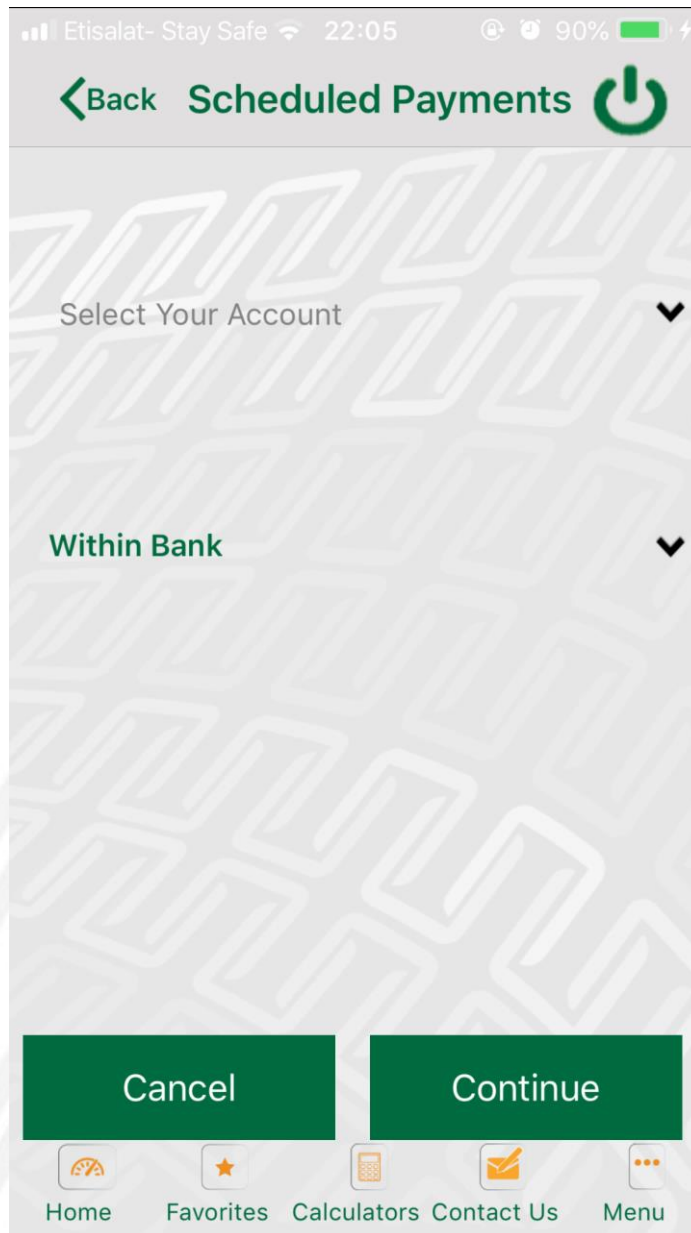 Etisalat- Stay Safe 22:05 90%
Back Scheduled Payments
Select Your Account
Within Bank
Cancel Continue
Home Favorites Calculators Contact Us Menu